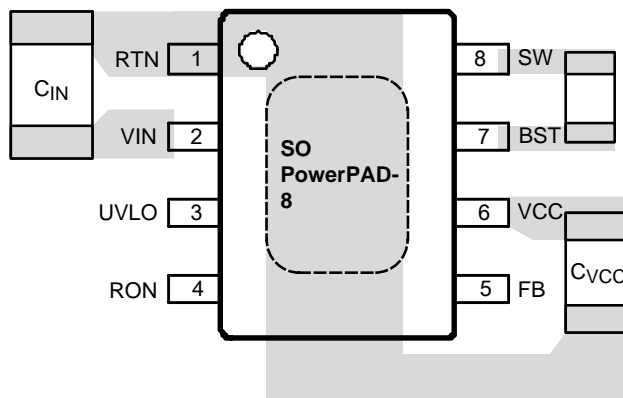 RTN 1 8 SW
CIN
VIN 2 7 BST
SO
PowerPAD-
8
UVLO 3 6 VCC
CVCC
RON 4 5 FB